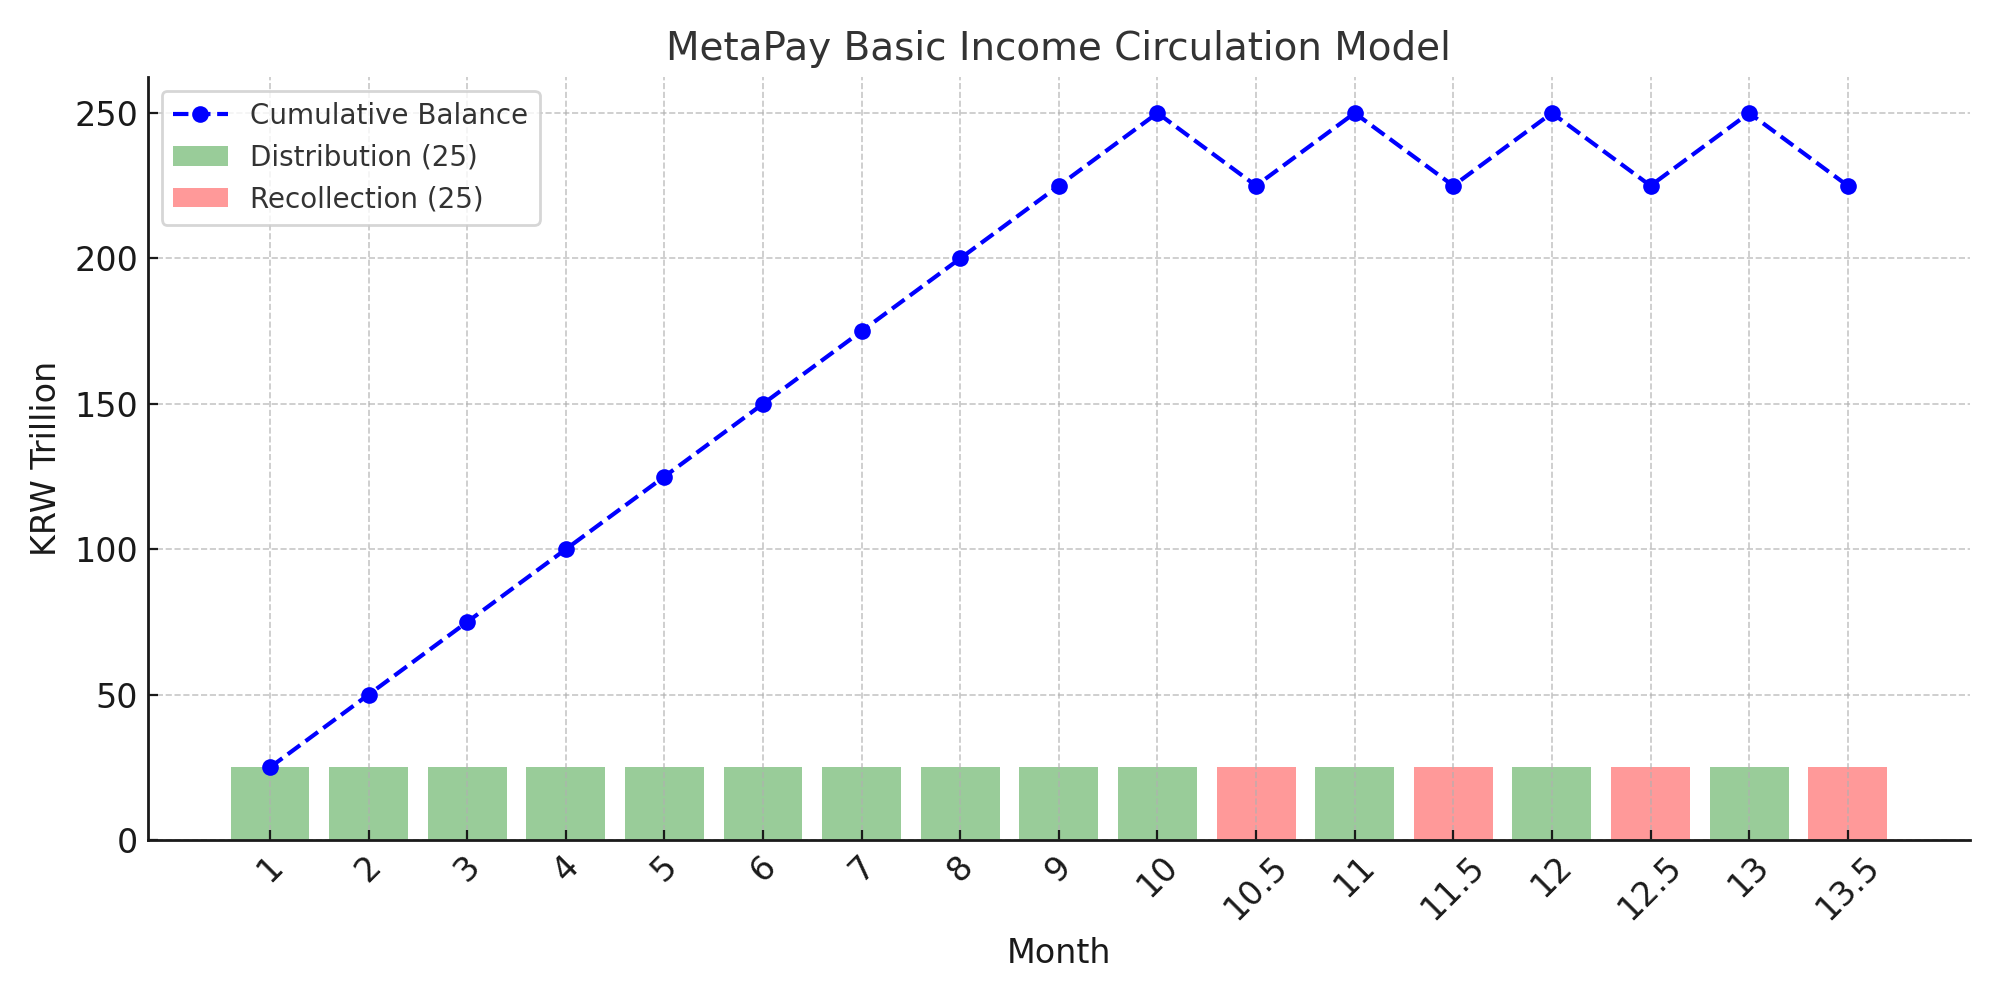 MetaPay Basic Income Circulation Model
Cumulative Balance
Distribution (25)
Recollection (25)
KRW Trillion
250
200
150
100
50
0
1 2 3 4 5 6 7 8 9 10 10.5 11 11.5 12 12.5 13 13.5
Month